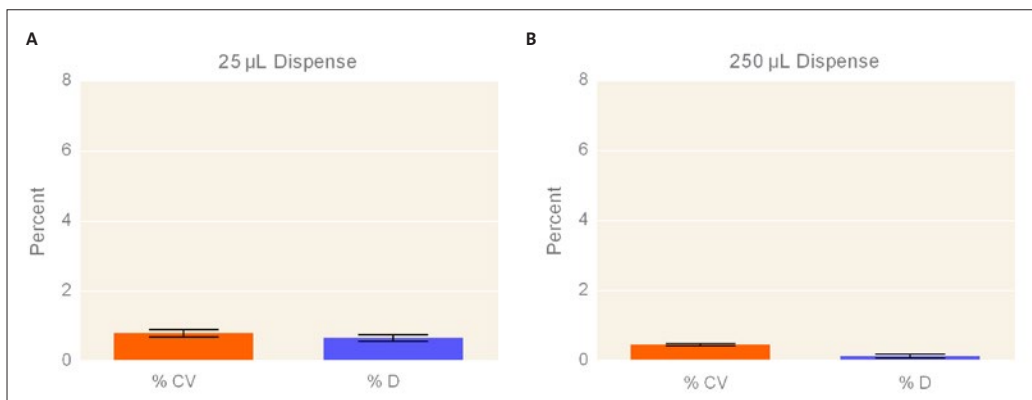 A
25 µL Dispense
8
6
4
2
0
Percent
% CV
% D
B
250 µL Dispense
8
6
4
2
0
Percent
% CV
% D